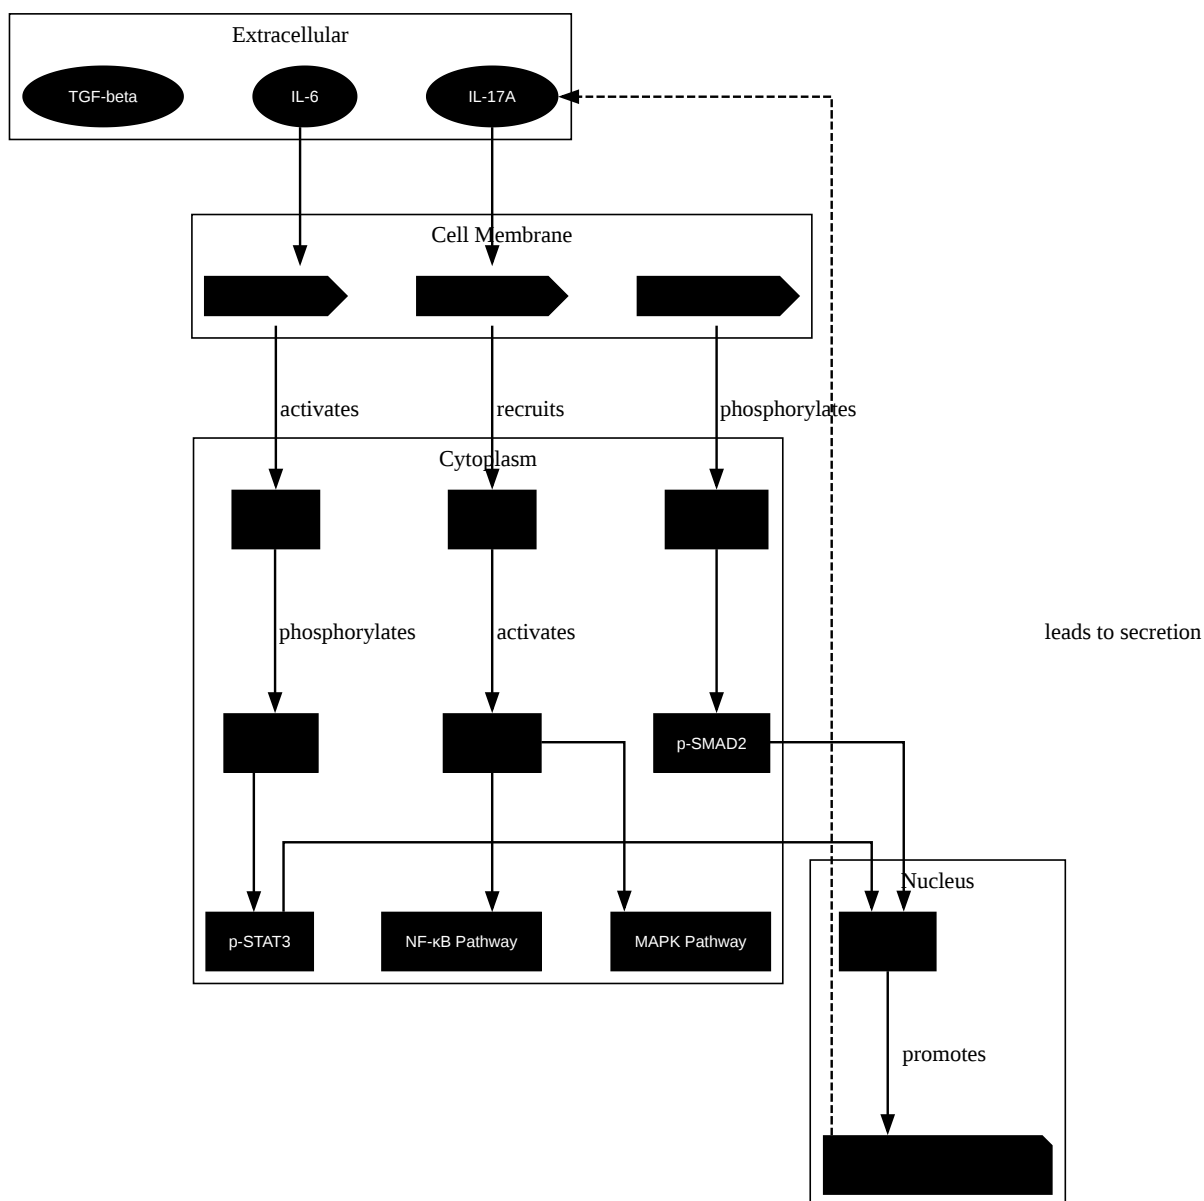 Extracellular
TGF-beta
IL-6
IL-17A
Cell Membrane
activates
recruits
phosphorylates
Cytoplasm
phosphorylates
activates
leads to secretion
p-SMAD2
Nucleus
p-STAT3
NF-κB Pathway
MAPK Pathway
promotes